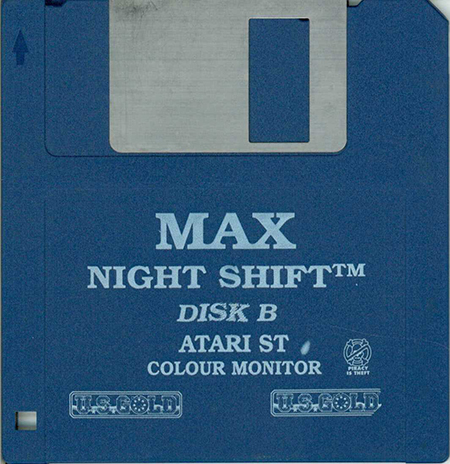 MAX
NIGHT SHIFT™
DISK B
ATARI ST
COLOUR MONITOR
PIRACY
IS THEFT
U.S.GOLD
U.S.GOLD